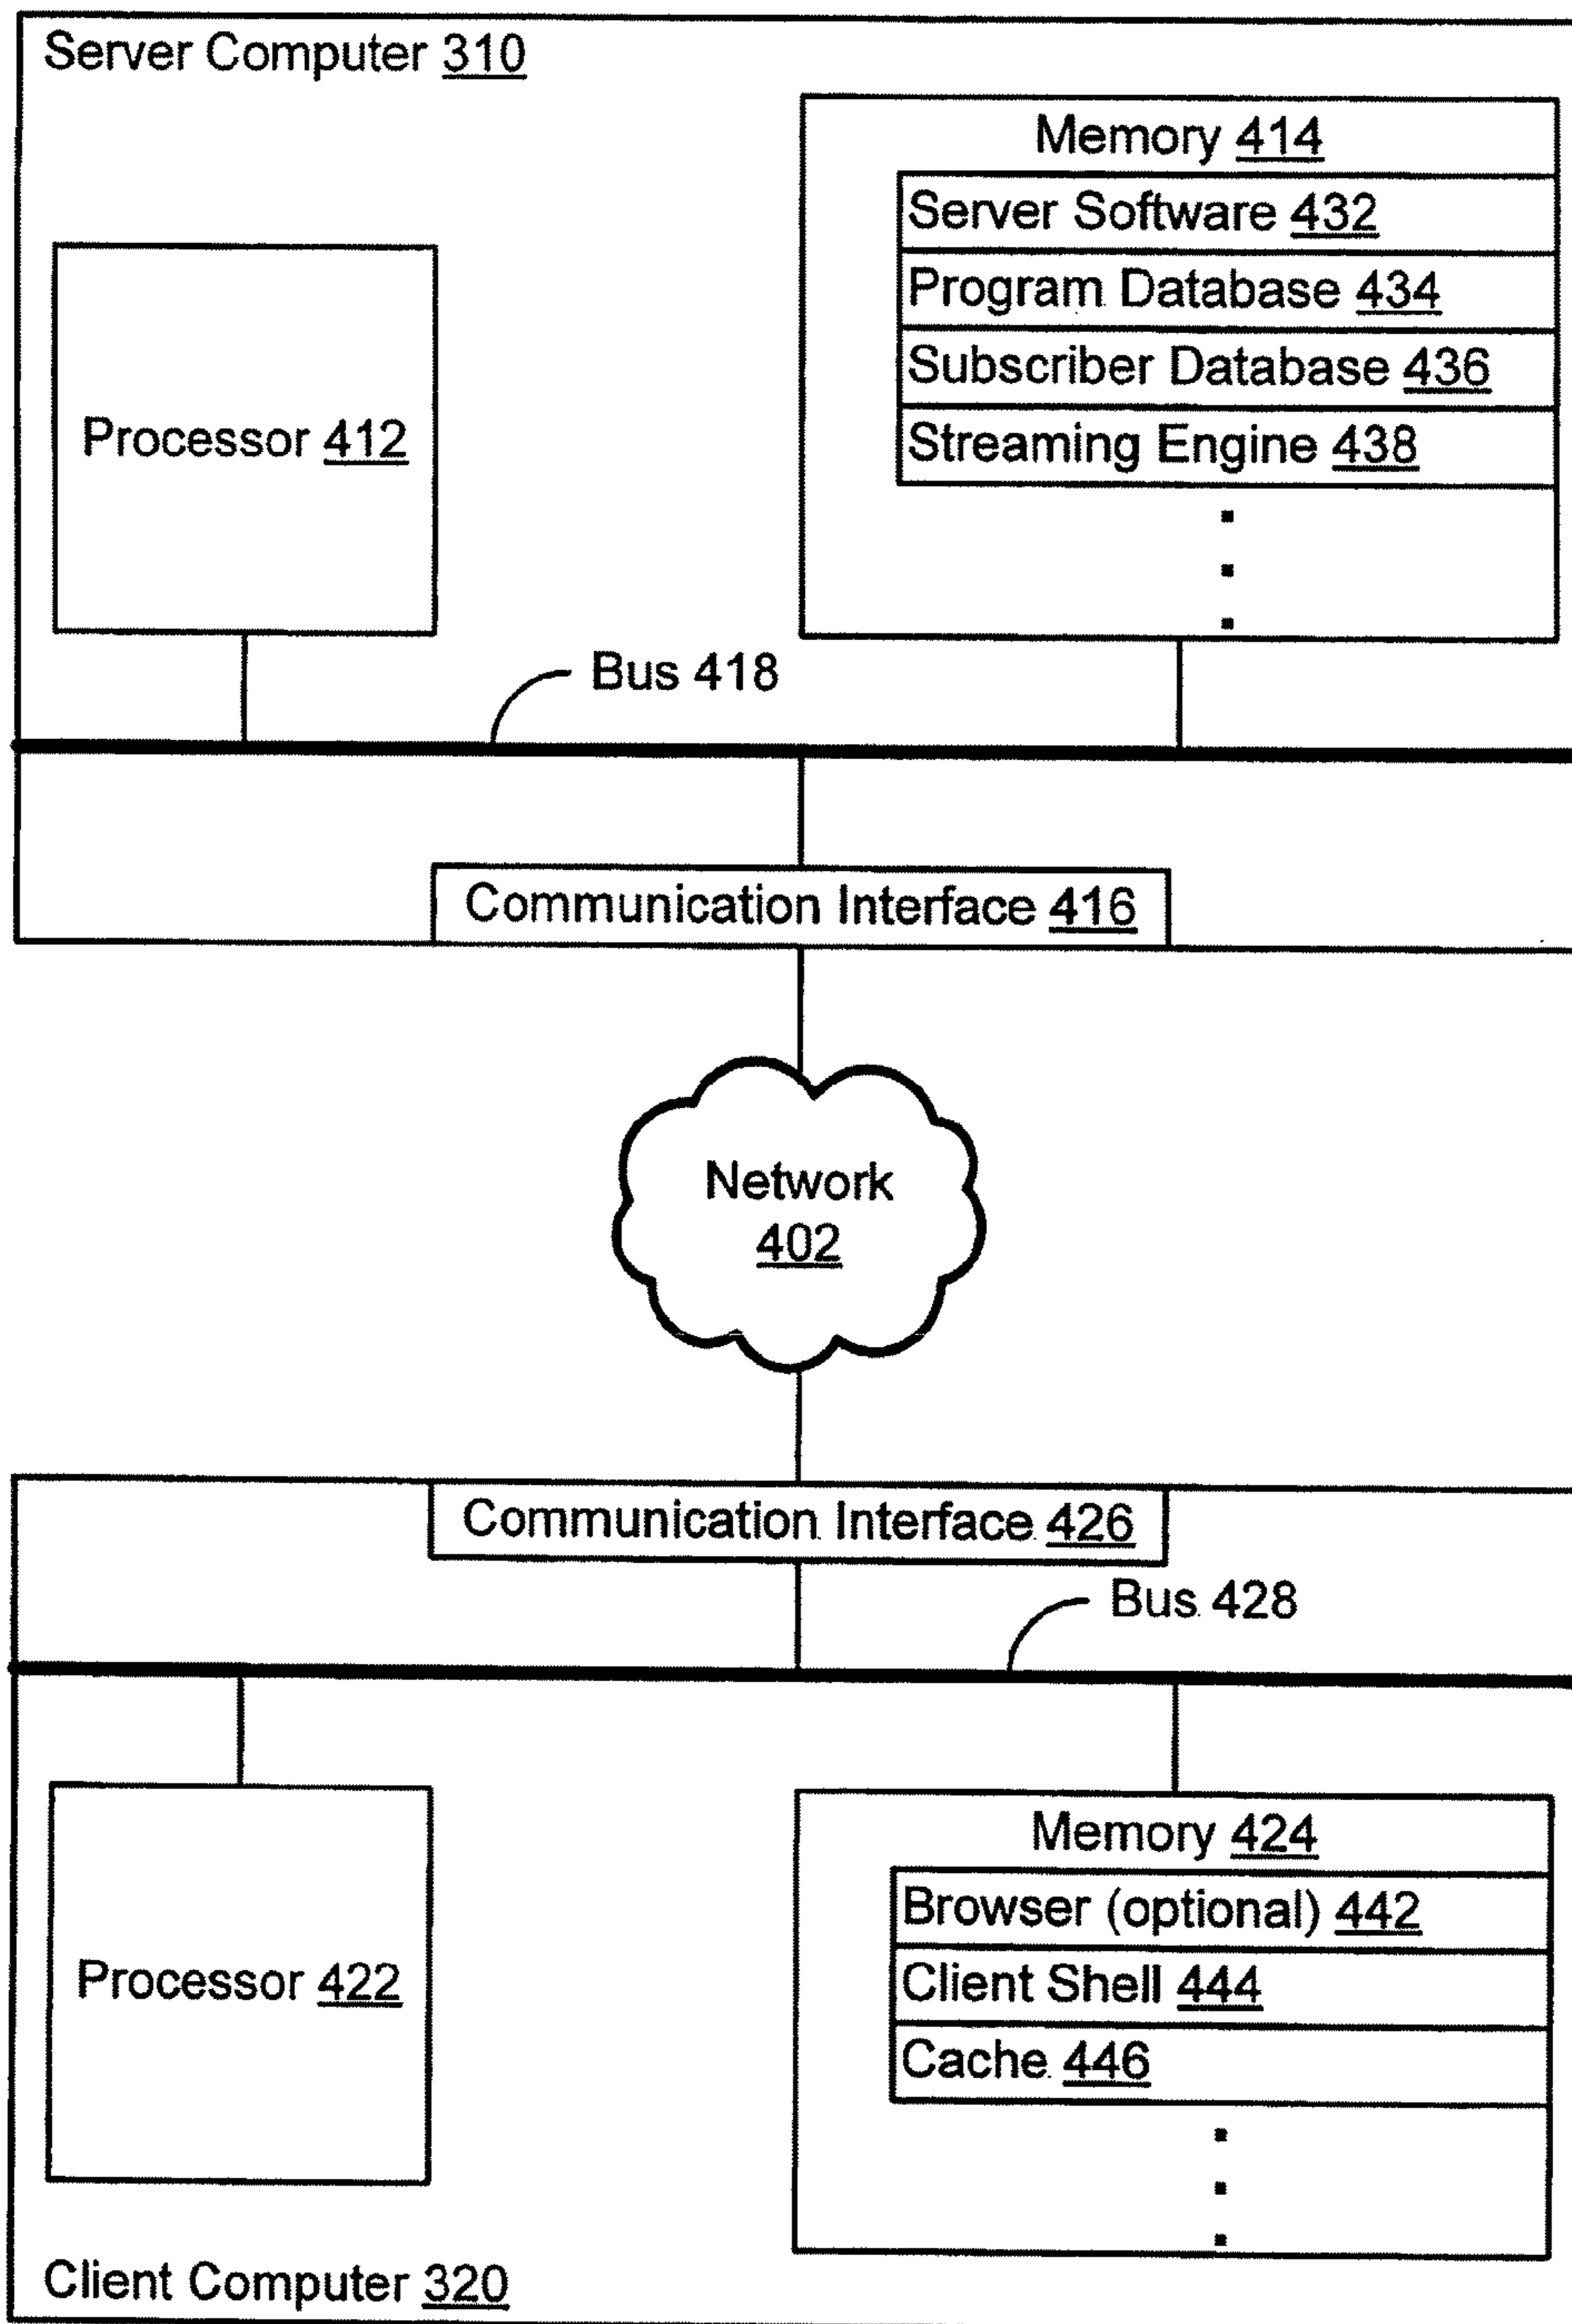 Server Computer 310
Memory 414
Server Software 432
Program Database 434
Subscriber Database 436
Streaming Engine 438
Processor 412
Bus 418
Communication Interface 416
Network
402
Communication Interface 426
Bus 428
Memory 424
Browser (optional) 442
Client Shell 444
Cache 446
Processor 422
Client Computer 320